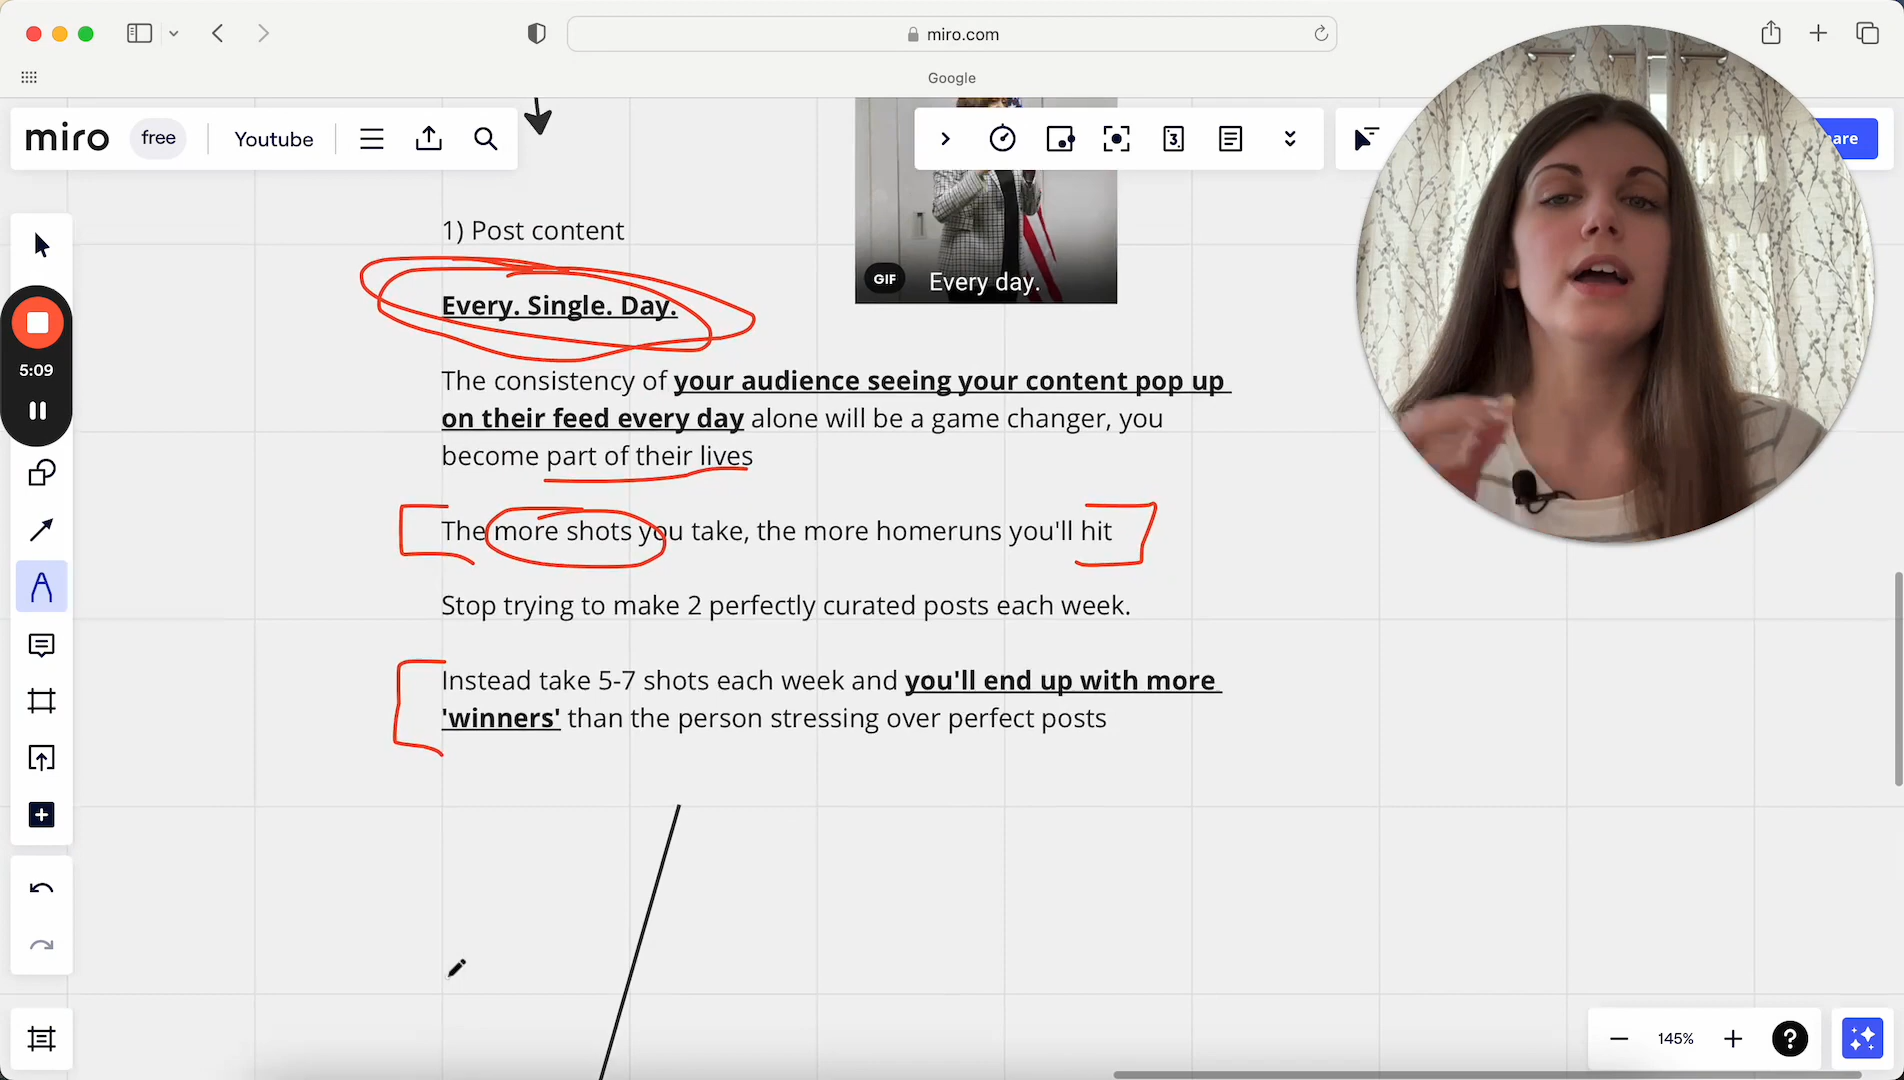 miro.com
Google
miro
free
Youtube
3
are
1) Post content
GIF
Every day.
Every. Single. Day.
5:09
The consistency of your audience seeing your content pop up
on their feed every day alone will be a game changer, you
become part of their lives
The more shots you take, the more homeruns you'll hit
Stop trying to make 2 perfectly curated posts each week.
Instead take 5-7 shots each week and you'll end up with more
'winners' than the person stressing over perfect posts
145%
?